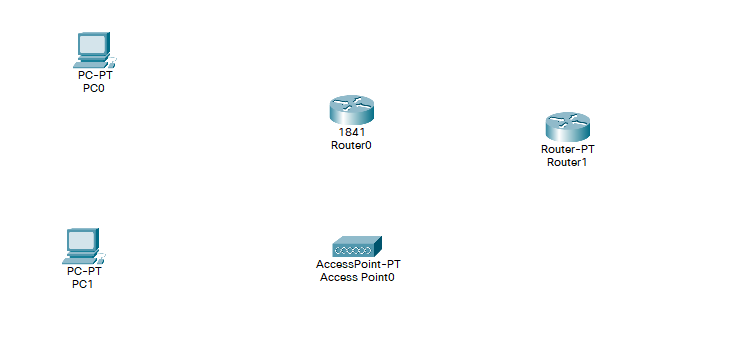 PC-PT
PC0
1841
Router0
Router-PT
Router1
PC-PT
PC1
AccessPoint-PT
Access Point0